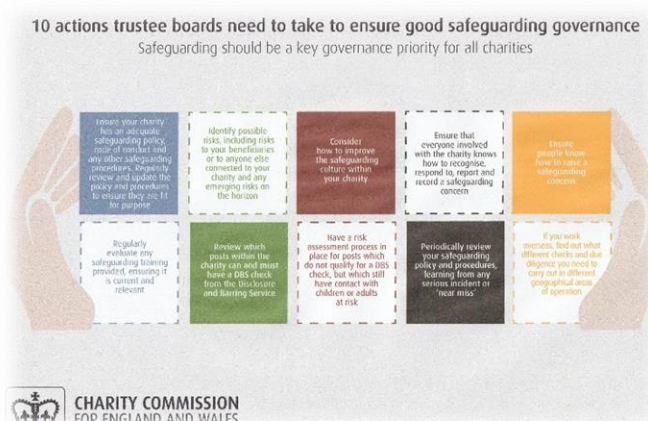 10 actions trustee boards need to take to ensure good safeguarding governance
Safeguarding should be a key governance priority for all charities
Ensure your charity
has an adequate
safeguarding policy,
code of conduct and
any other safeguarding
procedures. Regularly
review and update the
policy and procedures
to ensure they are fit
for purpose
Identify possible
risks, including risks
to your beneficiaries
or to anyone else
connected to your
charity and any
emerging risks on
the horizon
Consider
how to improve
the safeguarding
culture within
your charity
Ensure that
everyone involved
with the charity knows
how to recognise,
respond to, report and
record a safeguarding
concern
Ensure
people know
how to raise a
safeguarding
concern
Regularly
evaluate any
safeguarding training
provided, ensuring it
is current and
relevant
Review which
posts within the
charity can and must
have a DBS check
from the Disclosure
and Barring Service
Have a risk
assessment process in
place for posts which
do not qualify for a DBS
check, but which still
have contact with
children or adults
at risk
Periodically review
your safeguarding
policy and procedures,
learning from any
serious incident or
'near miss'
If you work
overseas, find out what
different checks and due
diligence you need to
carry out in different
geographical areas
of operation
CHARITY COMMISSION
FOR ENGLAND AND WALES